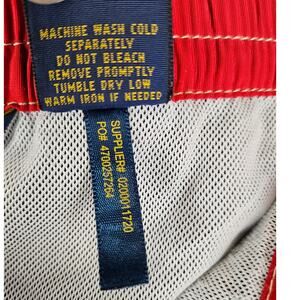 MACHINE WASH COLD
SEPARATELY
DO NOT BLEACH
REMOVE PROMPTLY
TUMBLE DRY LOW
WARM IRON IF NEEDED
SUPPLIER# 0200011720
PO# 4700257264